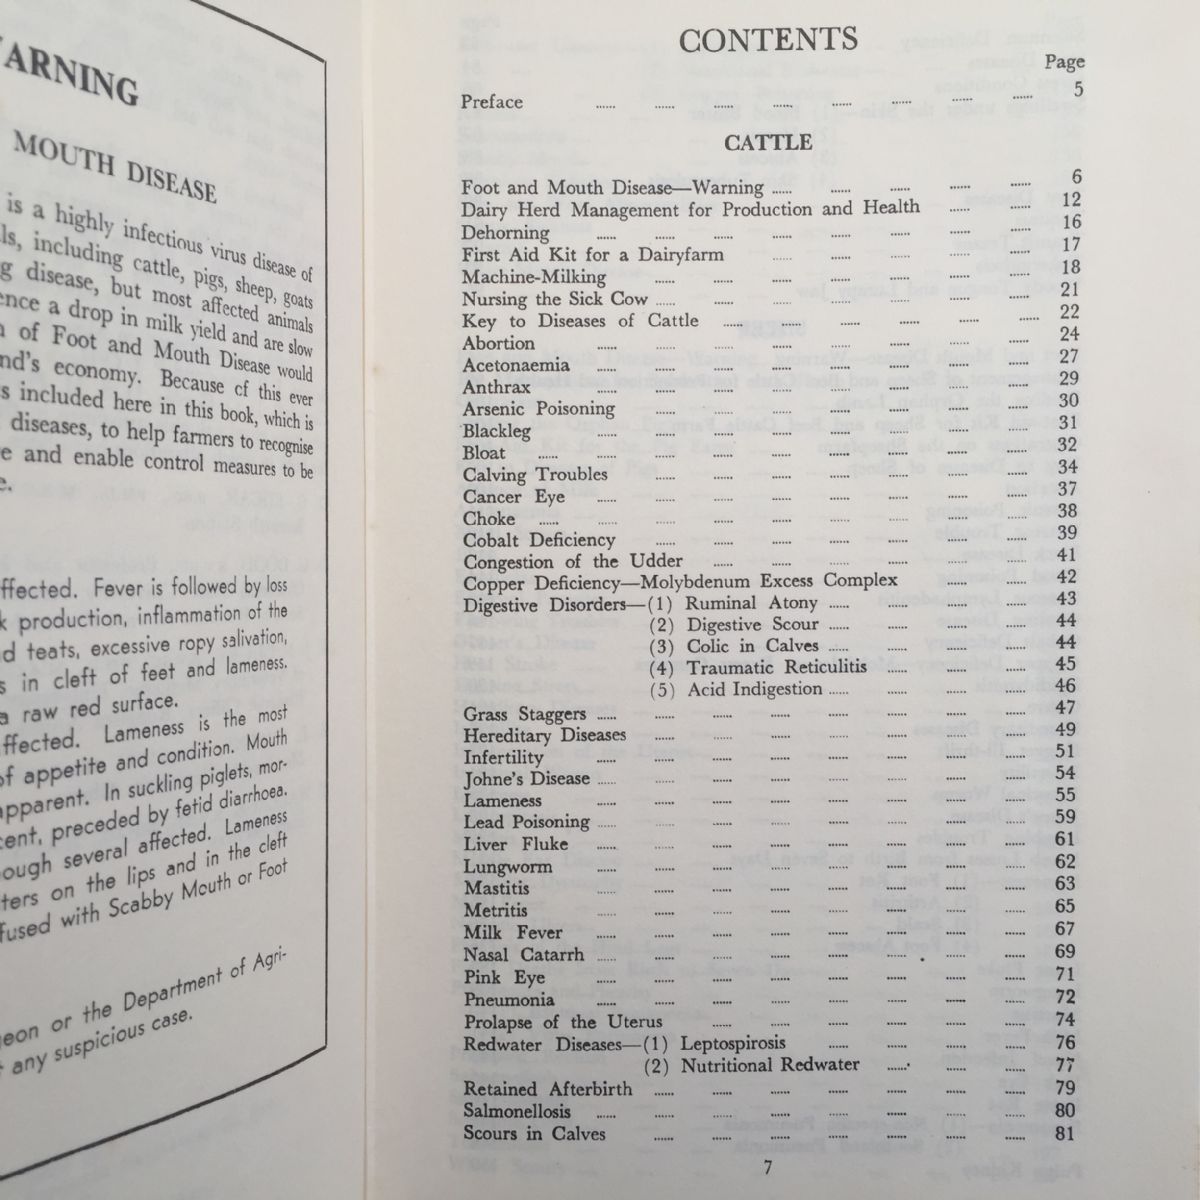 ARNING
MOUTH DISEASE
is a highly infectious virus disease of
ls, including cattle, pigs, sheep, goats
g disease, but most affected animals
ence a drop in milk yield and are slow
n of Foot and Mouth Disease would
nd's economy. Because cf this ever
s included here in this book, which is
diseases, to help farmers to recognise
e and enable control measures to be
e.
ffected. Fever is followed by loss
k production, inflammation of the
d teats, excessive ropy salivation,
s in cleft of feet and lameness.
a raw red surface.
ffected. Lameness is the most
of appetite and condition. Mouth
apparent. In suckling piglets, mor-
cent, preceded by fetid diarrhoea.
ough several affected. Lameness
ters on the lips and in the cleft
fused with Scabby Mouth or Foot
eon or the Department of Agri-
any suspicious case.
CONTENTS
Page
Preface 5
CATTLE
Foot and Mouth Disease—Warning 6
Dairy Herd Management for Production and Health 12
Dehorning 16
First Aid Kit for a Dairyfarm 17
Machine-Milking 18
Nursing the Sick Cow 21
Key to Diseases of Cattle 22
Abortion 24
Acetonaemia 27
Anthrax 29
Arsenic Poisoning 30
Blackleg 31
Bloat 32
Calving Troubles 34
Cancer Eye 37
Choke 38
Cobalt Deficiency 39
Congestion of the Udder 41
Copper Deficiency—Molybdenum Excess Complex 42
Digestive Disorders—(1) Ruminal Atony 43
(2) Digestive Scour 44
(3) Colic in Calves 44
(4) Traumatic Reticulitis 45
(5) Acid Indigestion 46
Grass Staggers 47
Hereditary Diseases 49
Infertility 51
Johne's Disease 54
Lameness 55
Lead Poisoning 59
Liver Fluke 61
Lungworm 62
Mastitis 63
Metritis 65
Milk Fever 67
Nasal Catarrh 69
Pink Eye 71
Pneumonia 72
Prolapse of the Uterus 74
Redwater Diseases—(1) Leptospirosis 76
(2) Nutritional Redwater 77
Retained Afterbirth 79
Salmonellosis 80
Scours in Calves 81
7